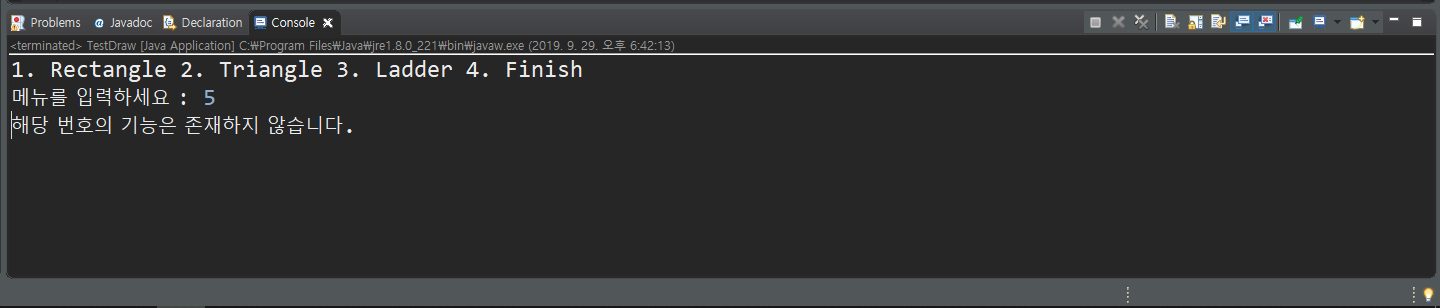 Problems @ Javadoc Declaration Console
<terminated> TestDraw [Java Application] C:₩Program Files₩Java₩jre1.8.0_221₩bin₩javaw.exe (2019. 9. 29. 오후 6:42:13)
1. Rectangle 2. Triangle 3. Ladder 4. Finish
메뉴를 입력하세요 : 5
해당 번호의 기능은 존재하지 않습니다.